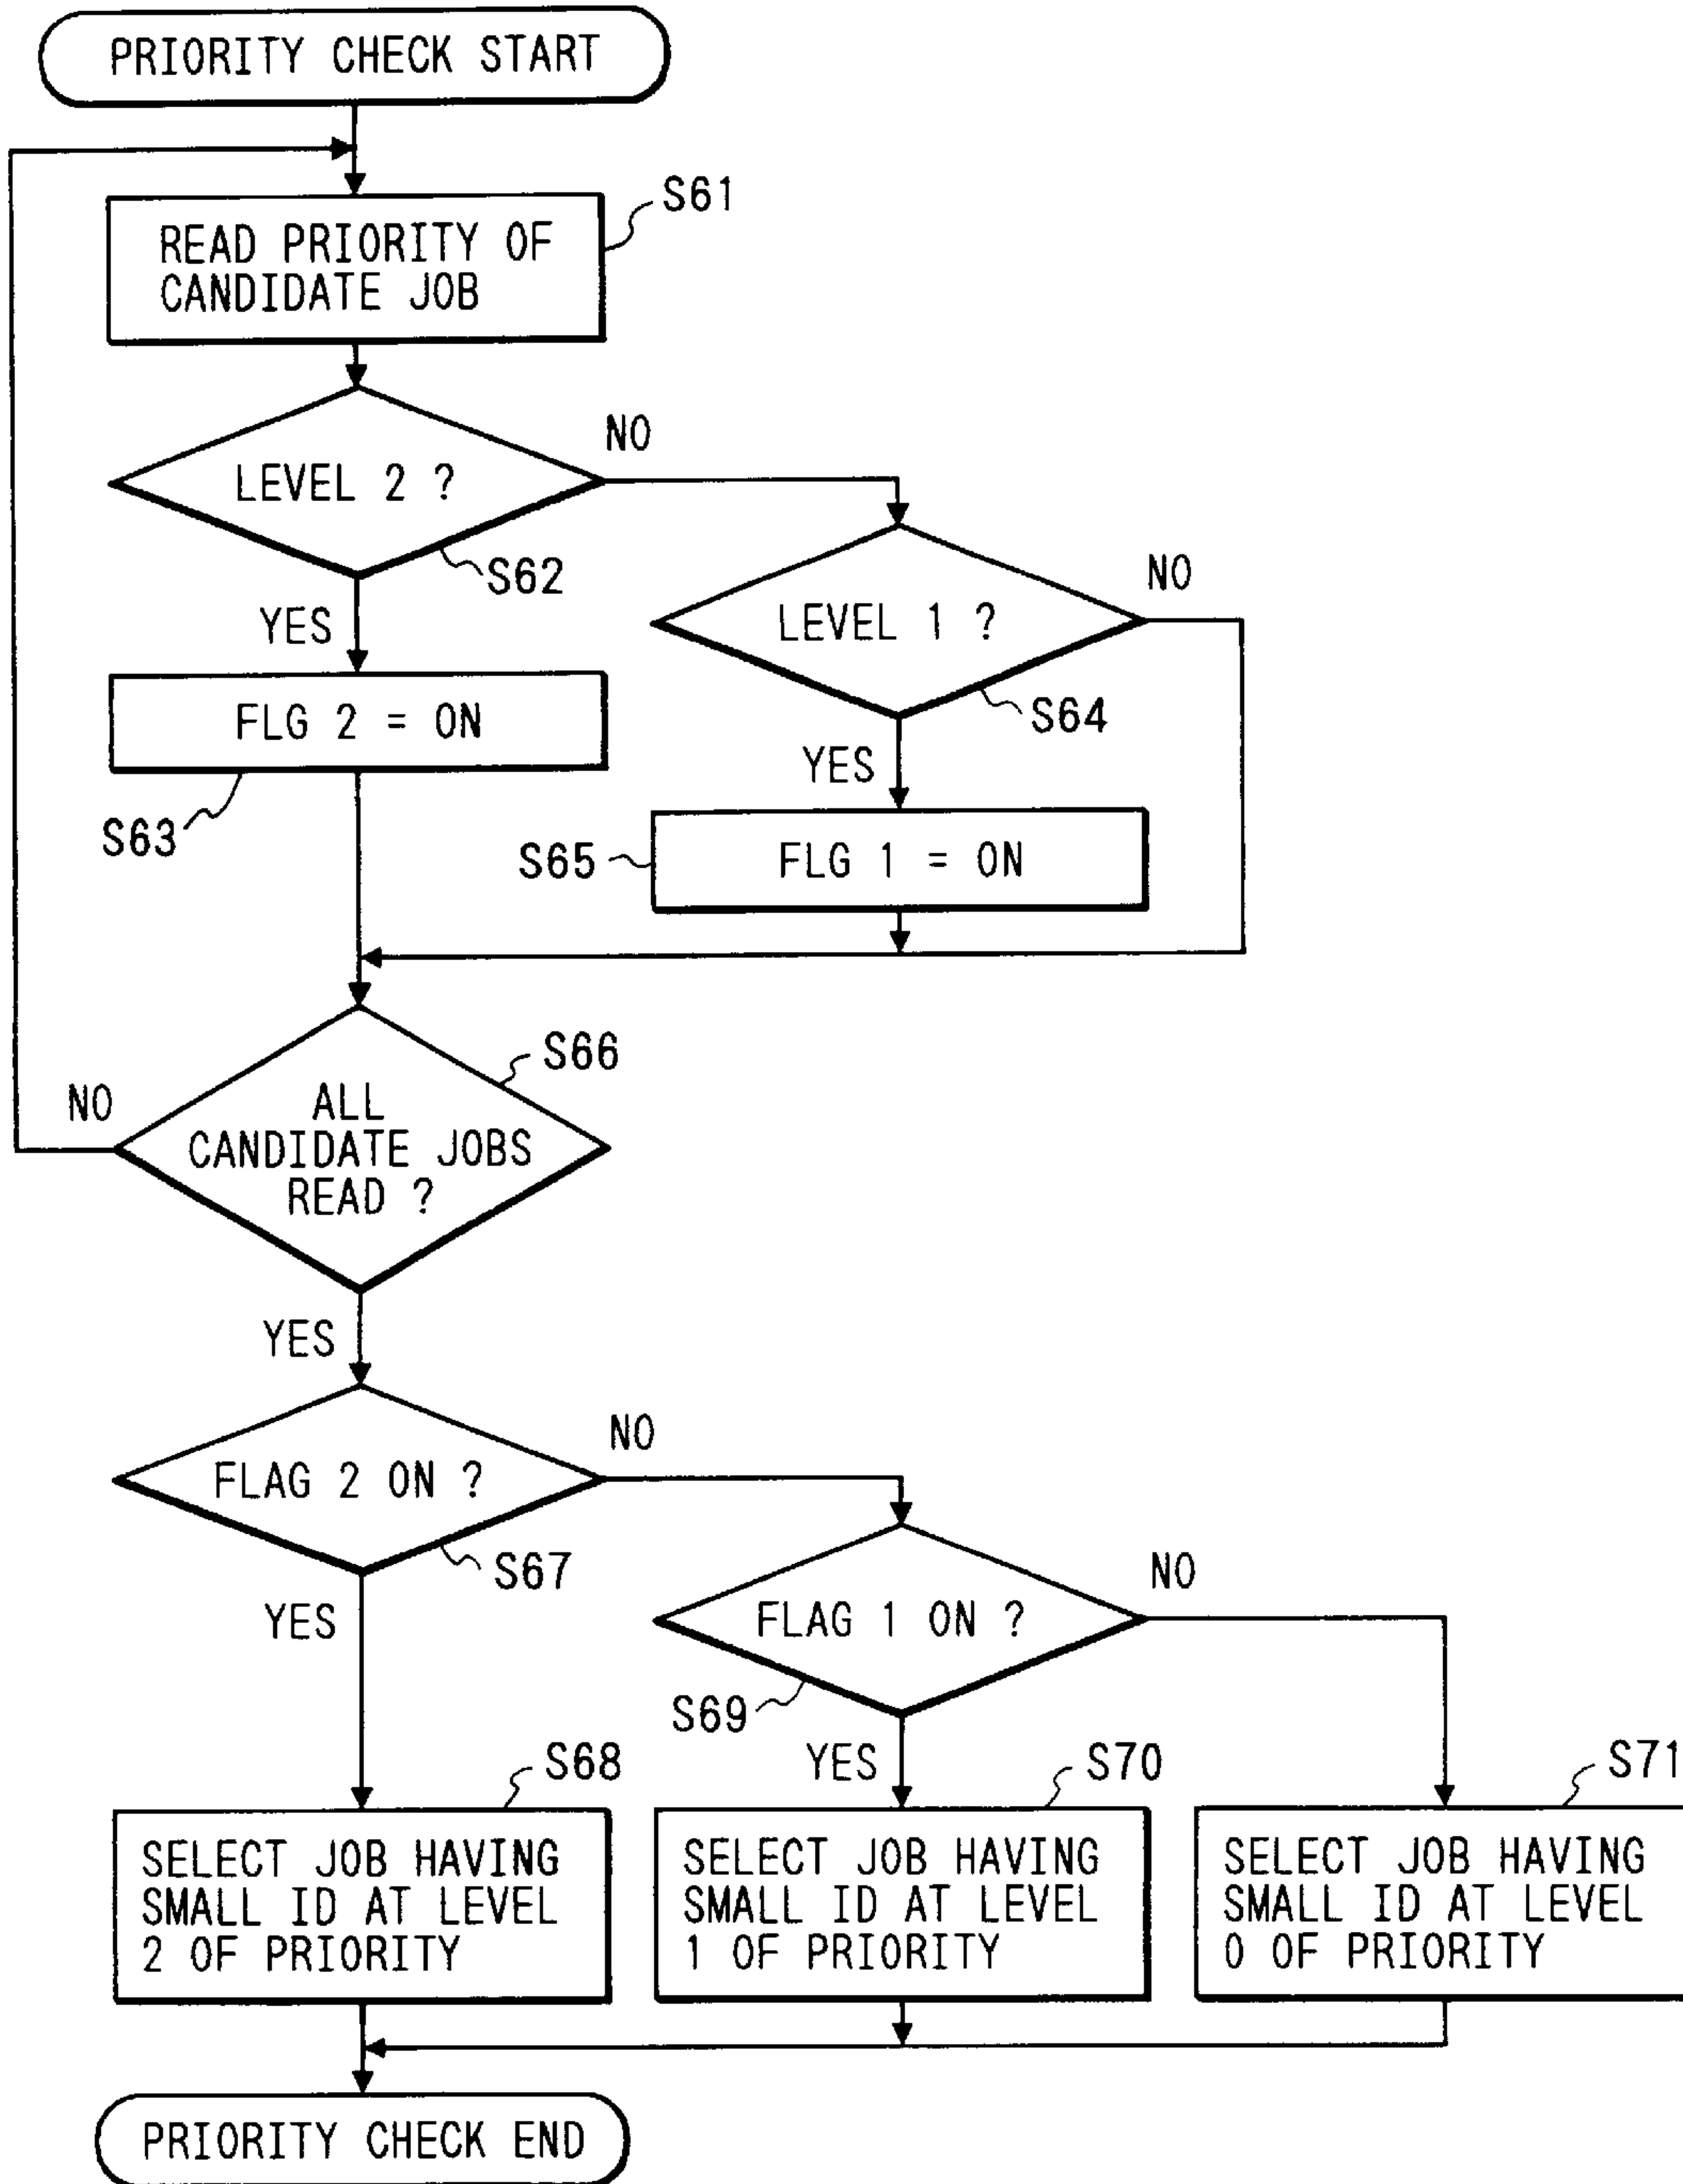 PRIORITY CHECK START
S61
READ PRIORITY OF
CANDIDATE JOB
NO
LEVEL 2 ?
S62
NO
YES
LEVEL 1 ?
FLG 2 = ON
S64
YES
S63
S65
FLG 1 = ON
S66
NO
ALL
CANDIDATE JOBS
READ ?
YES
NO
FLAG 2 ON ?
S67
NO
YES
FLAG 1 ON ?
S69
S68
YES
S70
S71
SELECT JOB HAVING
SMALL ID AT LEVEL
2 OF PRIORITY
SELECT JOB HAVING
SMALL ID AT LEVEL
1 OF PRIORITY
SELECT JOB HAVING
SMALL ID AT LEVEL
0 OF PRIORITY
PRIORITY CHECK END